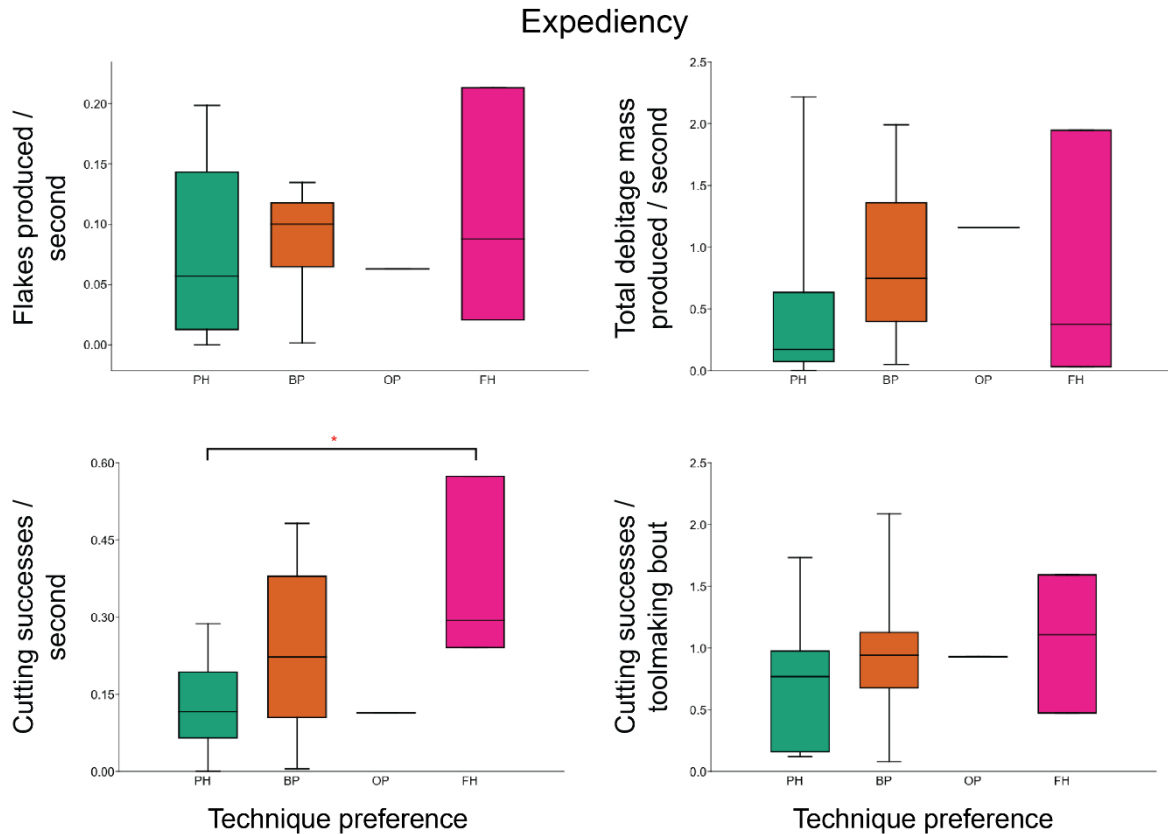 Expediency
Flakes produced /
second
0.20
0.15
0.10
0.05
0.00
PH BP OP FH
Total debitage mass
produced / second
2.5
2.0
1.5
1.0
0.5
0.0
PH BP OP FH
Cutting successes /
second
0.60
0.45
0.30
0.15
0.00
*
PH BP OP FH
Technique preference
Cutting successes /
toolmaking bout
2.5
2.0
1.5
1.0
0.5
0.0
PH BP OP FH
Technique preference